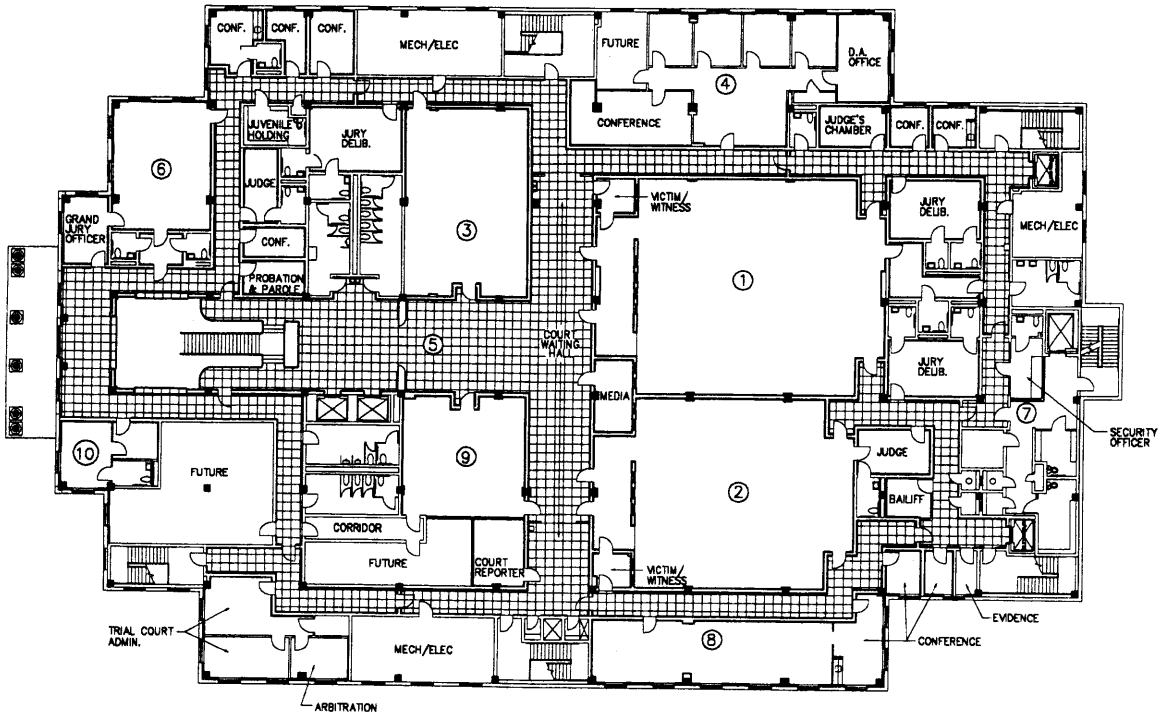 CONF.
CONF.
CONF.
MECH/ELEC
FUTURE
D.A.
OFFICE
④
CONFERENCE
JUDGE'S
CHAMBER
CONF.
CONF.
JUVENILE
HOLDING
JURY
DELIB.
⑥
JUDGE
VICTIM/
WITNESS
JURY
DELIB.
MECH/ELEC
GRAND
JURY
OFFICER
CONF.
③
PROBATION
& PAROLE
①
⑤
COURT
WAITING
HALL
JURY
DELIB.
MEDIA
⑦
SECURITY
OFFICER
⑩
FUTURE
⑨
②
JUDGE
BAILIFF
CORRIDOR
FUTURE
COURT
REPORTER
VICTIM/
WITNESS
EVIDENCE
TRIAL COURT
ADMIN.
MECH/ELEC
⑧
CONFERENCE
ARBITRATION